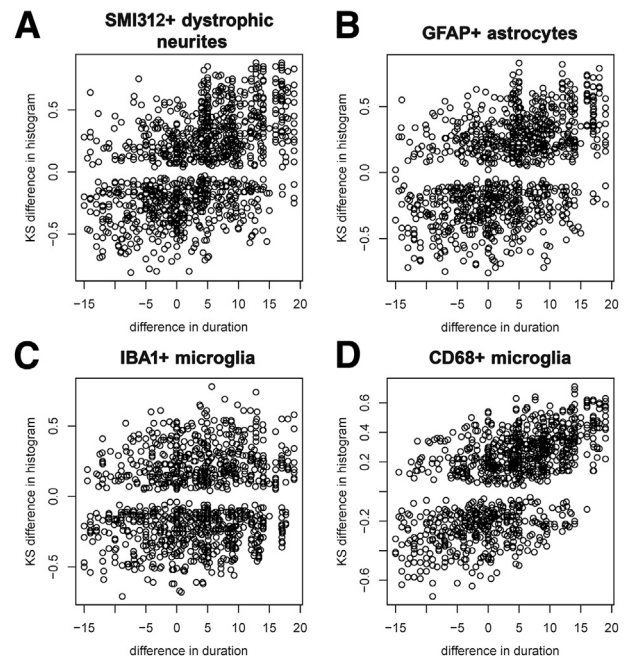 A
SMI312+ dystrophic
neurites
KS difference in histogram
0.5
0.0
−0.5
−15
−5
0
5
10
15
20
difference in duration
B
GFAP+ astrocytes
KS difference in histogram
0.5
0.0
−0.5
−15
−5
0
5
10
15
20
difference in duration
C
IBA1+ microglia
KS difference in histogram
0.5
0.0
−0.5
−15
−5
0
5
10
15
20
difference in duration
D
CD68+ microglia
KS difference in histogram
0.6
0.4
0.2
−0.2
−0.6
−15
−5
0
5
10
15
20
difference in duration